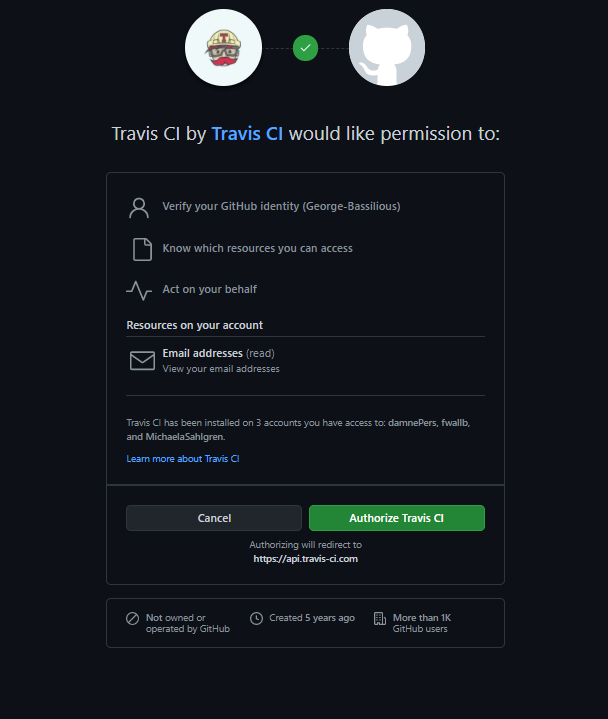 T
Travis CI by Travis CI would like permission to:
Verify your GitHub identity (George-Bassilious)
Know which resources you can access
Act on your behalf
Resources on your account
Email addresses (read)
View your email addresses
Travis CI has been installed on 3 accounts you have access to: damnePers, fwallb,
and MichaelaSahlgren.
Learn more about Travis CI
Cancel
Authorize Travis CI
Authorizing will redirect to
https://api.travis-ci.com
Not owned or
operated by GitHub
Created 5 years ago
More than 1K
GitHub users